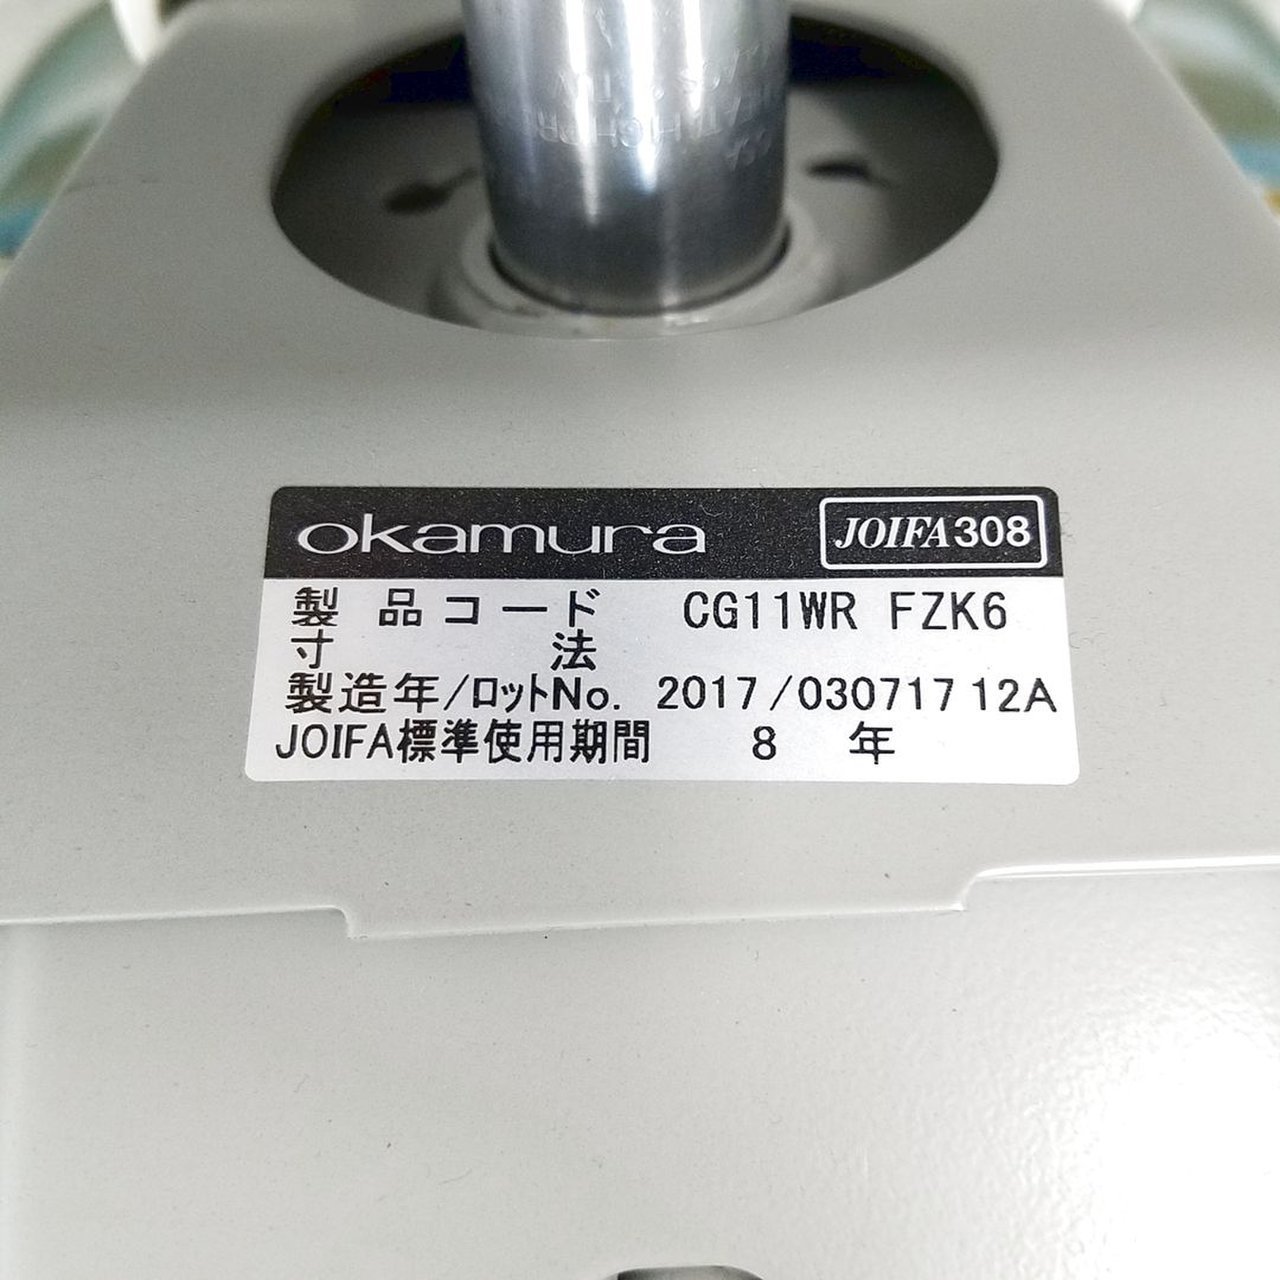 okamura JOIFA308
製品コード CG11WR FZK6
寸法
製造年/ロットNo. 2017/030717 12A
JOIFA標準使用期間 8 年